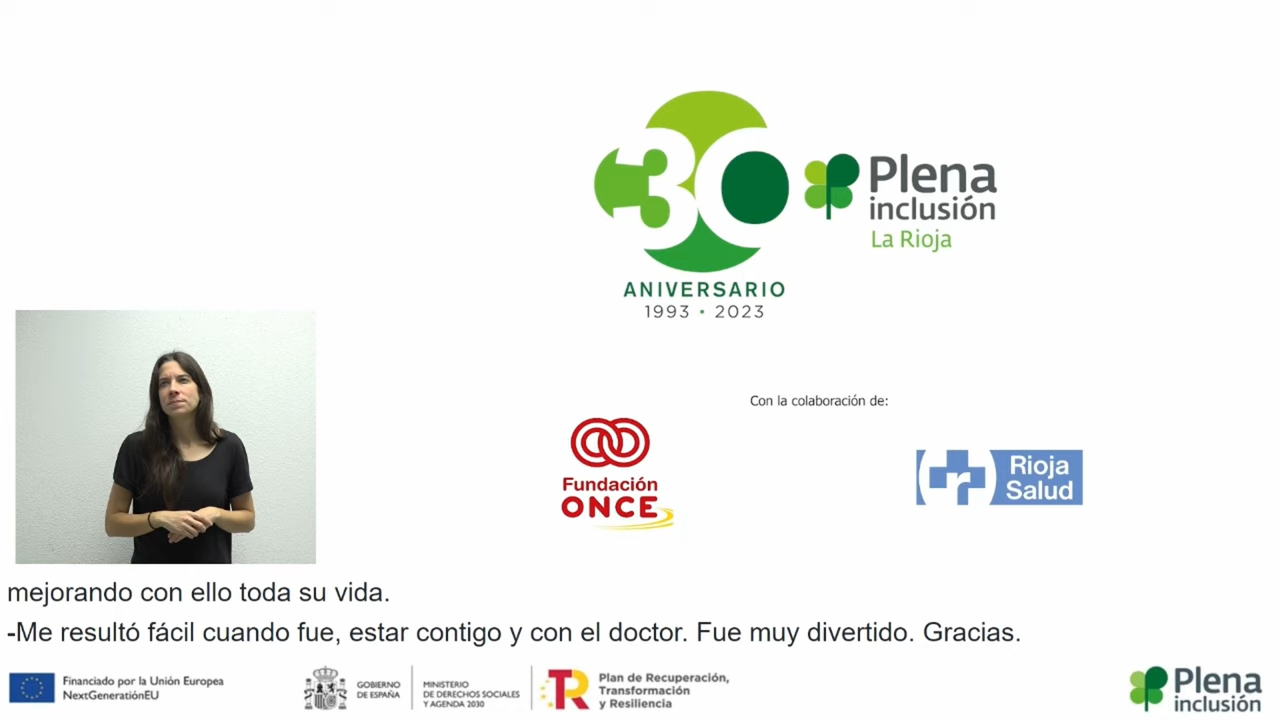 30
Plena
inclusión
La Rioja
ANIVERSARIO
1993 • 2023
Con la colaboración de:
Fundación
ONCE
r
Rioja
Salud
mejorando con ello toda su vida.
-Me resultó fácil cuando fue, estar contigo y con el doctor. Fue muy divertido. Gracias.
Financiado por la Unión Europea
NextGenerationEU
GOBIERNO
DE ESPAÑA
MINISTERIO
DE DERECHOS SOCIALES
Y AGENDA 2030
TR
Plan de Recuperación,
Transformación
y Resiliencia
Plena
inclusión